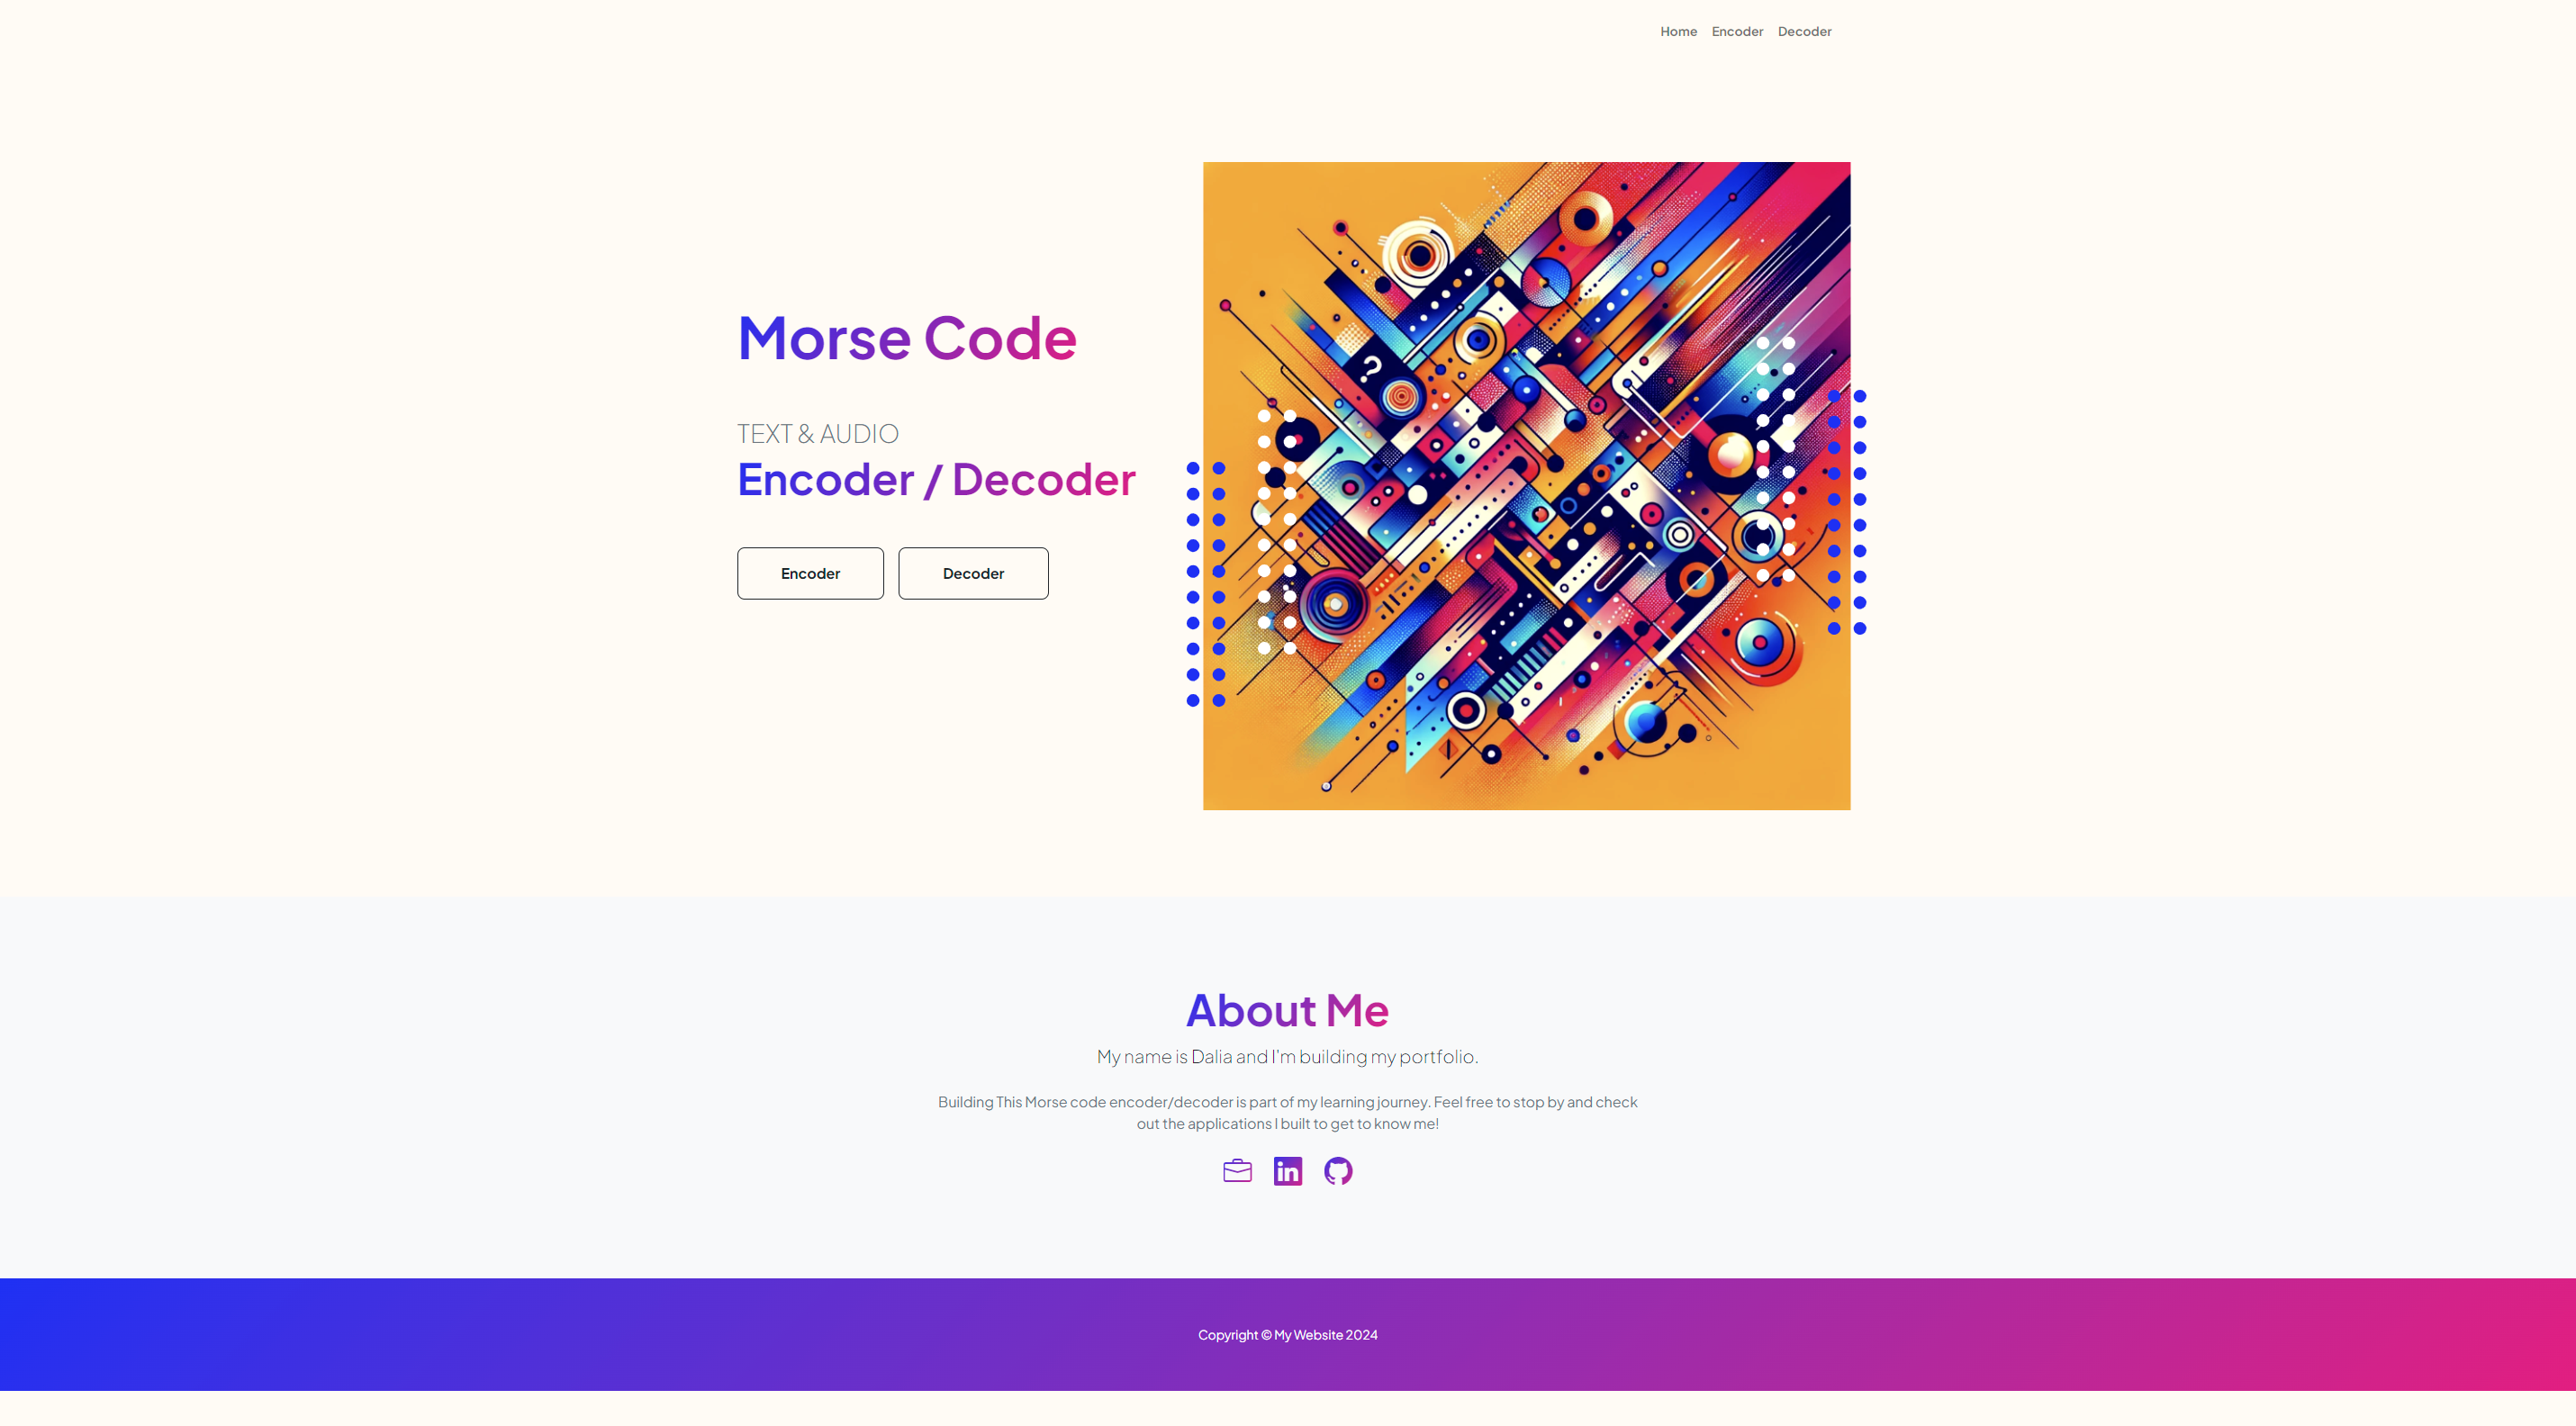 Home Encoder Decoder
Morse Code
TEXT & AUDIO
Encoder / Decoder
Encoder Decoder
?
About Me
My name is Dalia and I'm building my portfolio.
Building This Morse code encoder/decoder is part of my learning journey. Feel free to stop by and check
out the applications I built to get to know me!
in
Copyright © My Website 2024